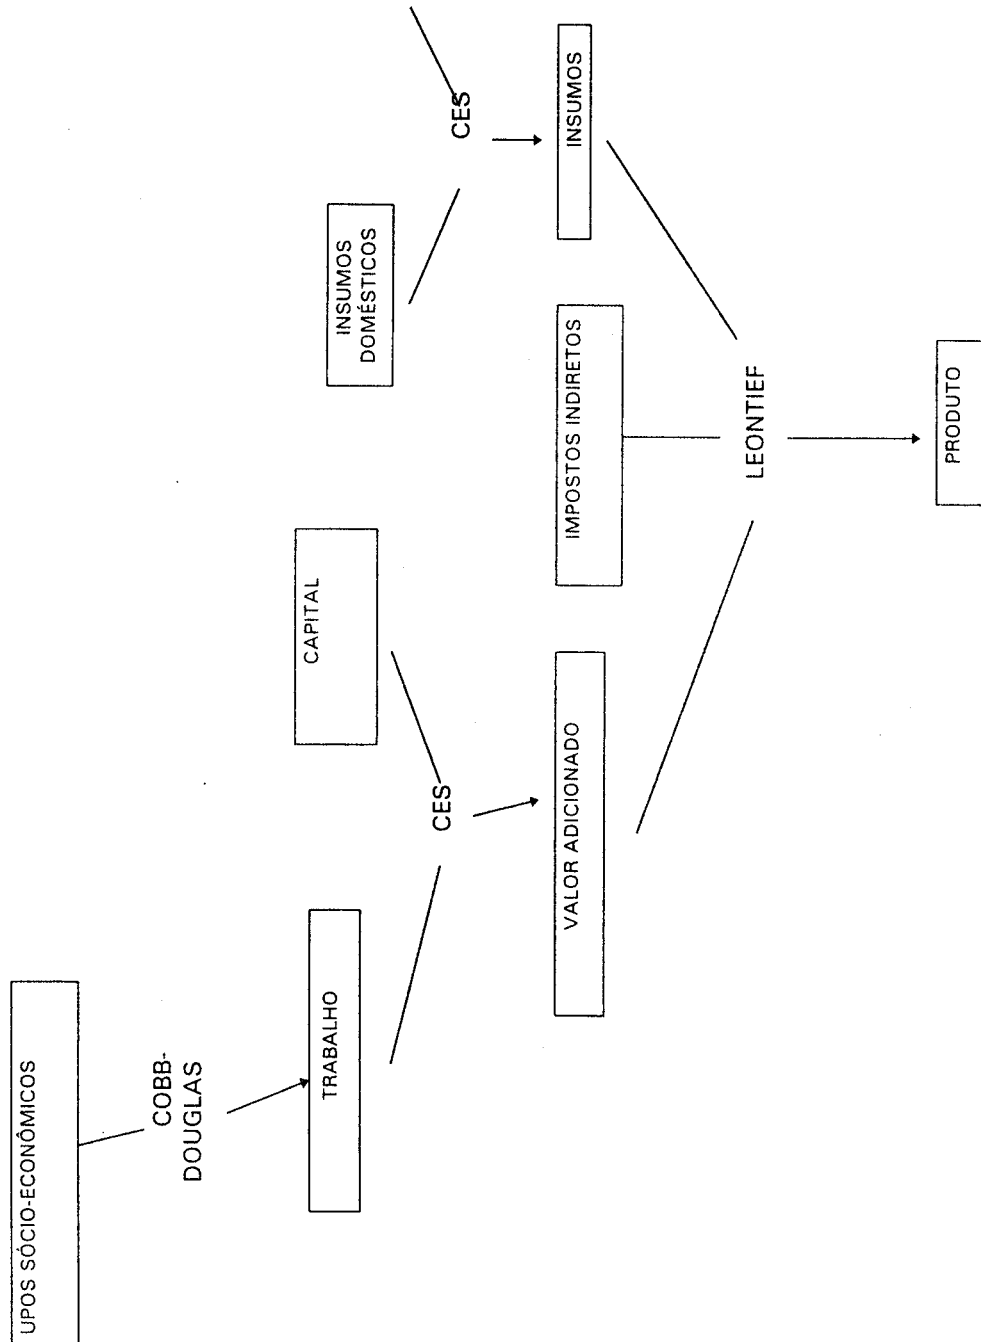 UPOS SÓCIO-ECONÔMICOS
COBB-
DOUGLAS
TRABALHO
CAPITAL
INSUMOS
DOMÉSTICOS
CES
CES
VALOR ADICIONADO
IMPOSTOS INDIRETOS
INSUMOS
LEONTIEF
PRODUTO